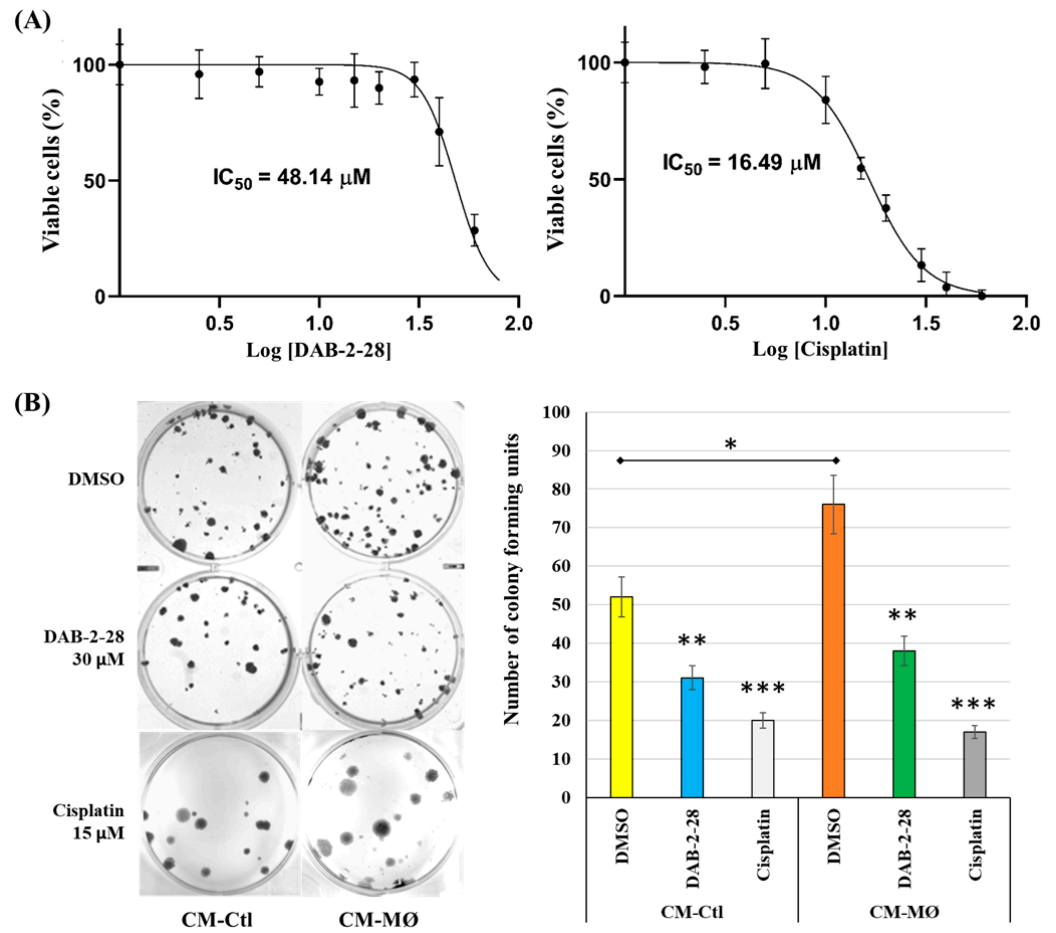 (A)
Viable cells (%)
100
50
0
IC50 = 48.14 μM
0.5 1.0 1.5 2.0
Log [DAB-2-28]
Viable cells (%)
100
50
0
IC50 = 16.49 μM
0.5 1.0 1.5 2.0
Log [Cisplatin]
(B)
DMSO
DAB-2-28
30 μM
Cisplatin
15 μM
CM-Ctl CM-MØ
Number of colony forming units
100
90
80
70
60
50
40
30
20
10
0
*
**
***
**
***
DMSO
DAB-2-28
Cisplatin
DMSO
DAB-2-28
Cisplatin
CM-Ctl CM-MØ